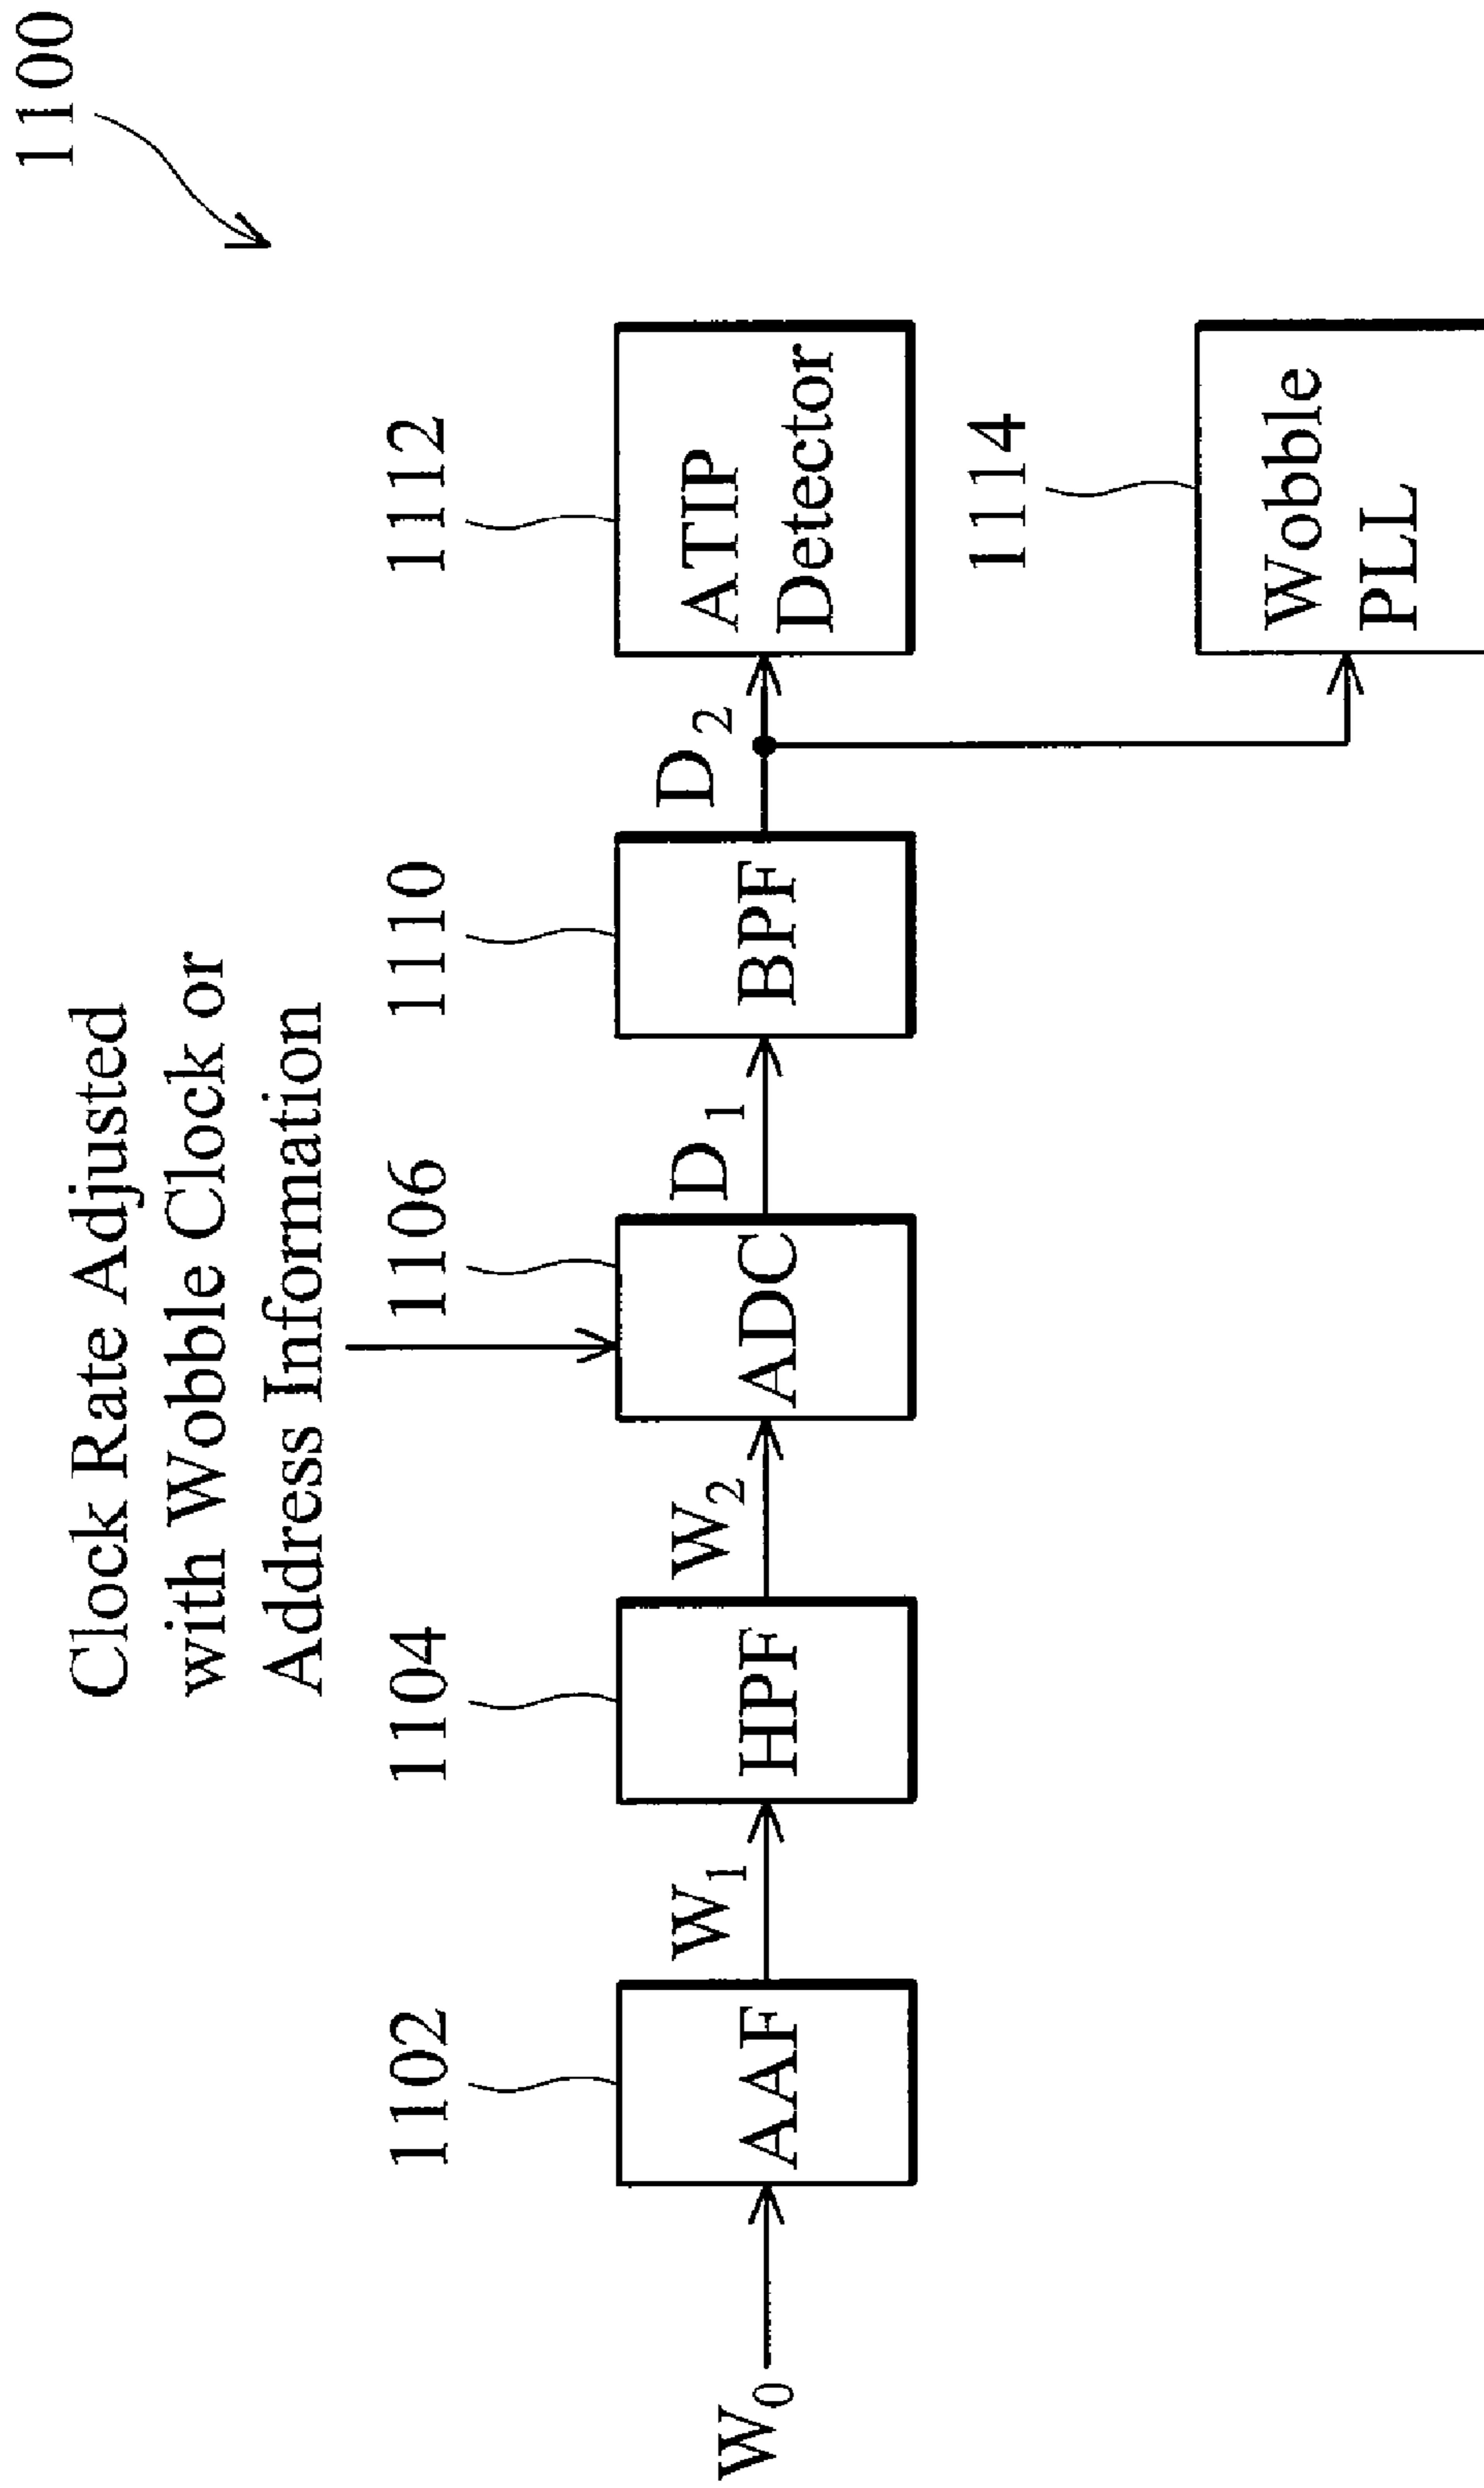 1100
Clock Rate Adjusted
with Wobble Clock or
Address Information
1102
1104
1106
1110
1112
W0
AAF
W1
HPF
W2
ADC
D1
BPF
D2
ATIP
Detector
1114
Wobble
PLL